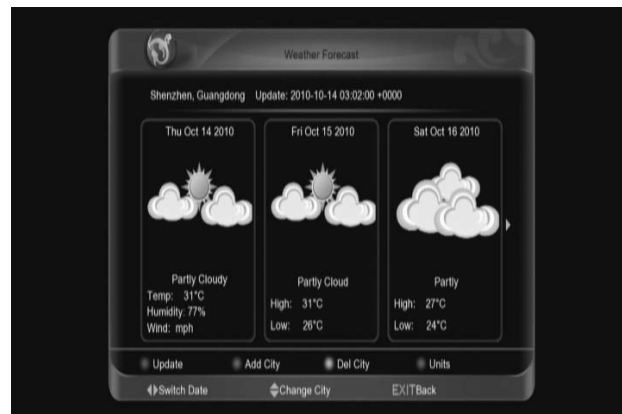 Weather Forecast
Shenzhen, Guangdong Update: 2010-10-14 03:02:00 +0000
Thu Oct 14 2010
Partly Cloudy
Temp: 31°C
Humidity: 77%
Wind: mph
Fri Oct 15 2010
Partly Cloud
High: 31°C
Low: 26°C
Sat Oct 16 2010
Partly
High: 27°C
Low: 24°C
Update Add City Del City Units
Switch Date Change City EXITBack